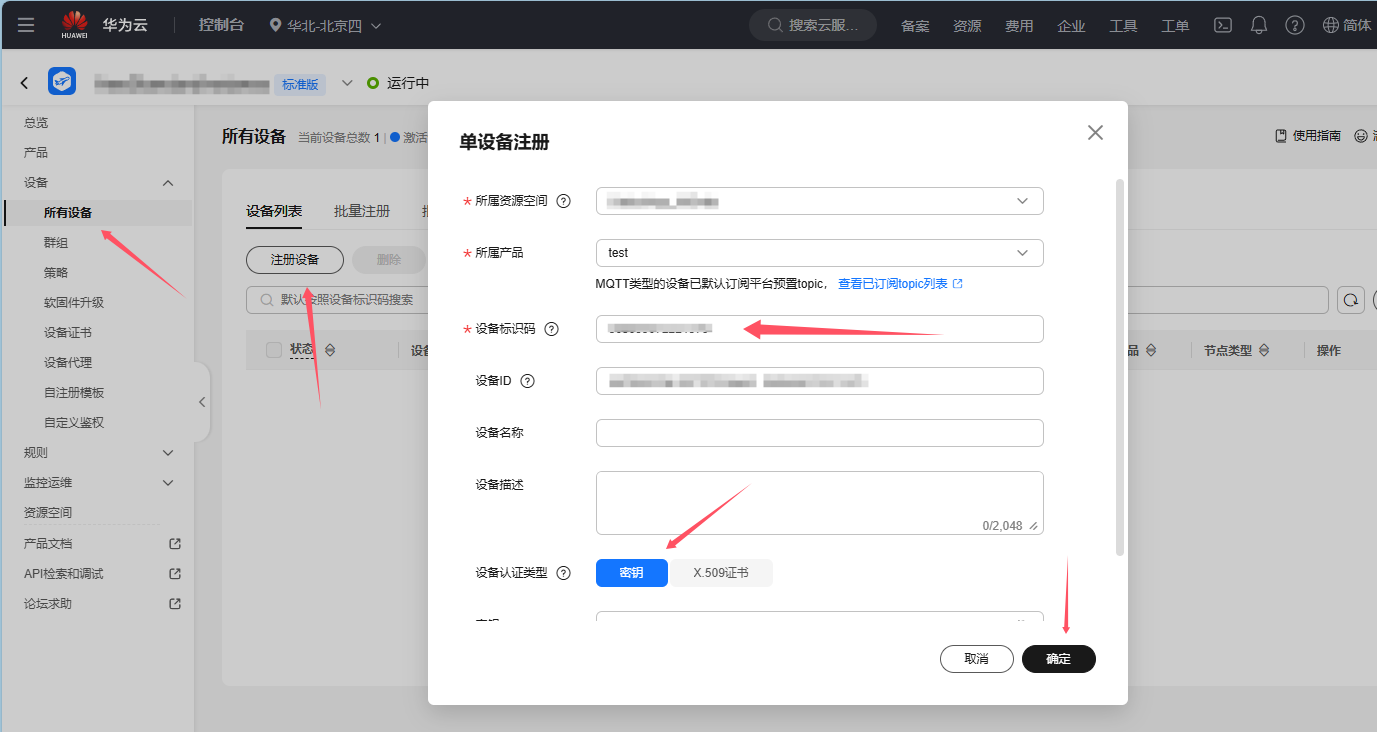 HUAWEI 华为云 控制台 华北-北京四 搜索云服... 备案 资源 费用 企业 工具 工单 简体
标准版 运行中
总览
产品
设备
所有设备
群组
策略
软固件升级
设备证书
设备代理
自注册模板
自定义鉴权
规则
监控运维
资源空间
产品文档
API检索和调试
论坛求助
所有设备 当前设备总数 1 | 激活
使用指南
设备列表 批量注册
注册设备 删除
默认按照设备标识码搜索
状态
节点类型 操作
单设备注册
* 所属资源空间
* 所属产品 test
MQTT类型的设备已默认订阅平台预置topic, 查看已订阅topic列表
* 设备标识码
设备ID
设备名称
设备描述
0/2,048
设备认证类型 密钥 X.509证书
取消 确定